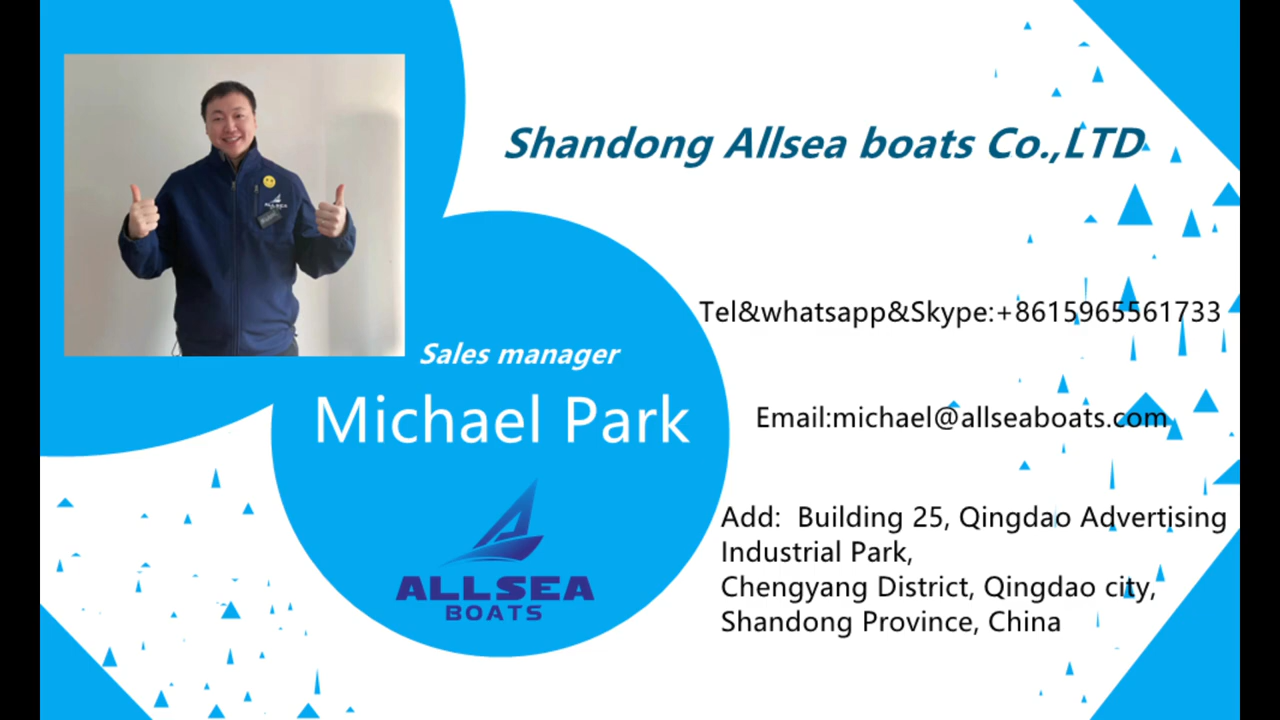 Shandong Allsea boats Co.,LTD
ALLSEA
Tel&whatsapp&Skype:+8615965561733
Sales manager
Michael Park
Email:michael@allseaboats.com
ALLSEA
BOATS
Add:  Building 25, Qingdao Advertising
Industrial Park,
Chengyang District, Qingdao city,
Shandong Province, China